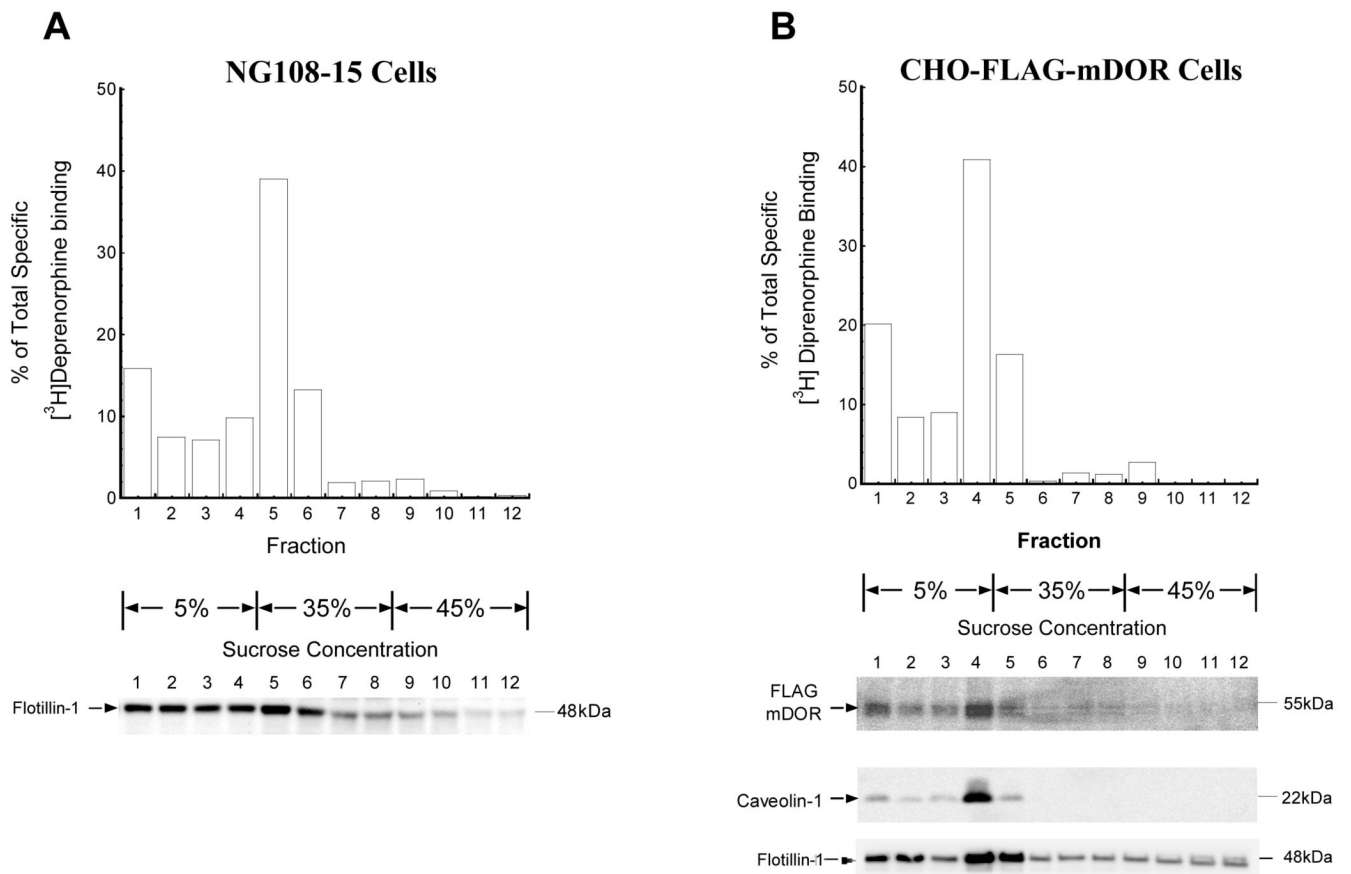 A
NG108-15 Cells
% of Total Specific
[³H]Deprenorphine binding
50
40
30
20
10
0
1 2 3 4 5 6 7 8 9 10 11 12
Fraction
5% 35% 45%
Sucrose Concentration
1 2 3 4 5 6 7 8 9 10 11 12
Flotillin-1 48kDa
B
CHO-FLAG-mDOR Cells
% of Total Specific
[³H] Diprenorphine Binding
50
40
30
20
10
0
1 2 3 4 5 6 7 8 9 10 11 12
Fraction
5% 35% 45%
Sucrose Concentration
1 2 3 4 5 6 7 8 9 10 11 12
FLAG
mDOR 55kDa
Caveolin-1 22kDa
Flotillin-1 48kDa